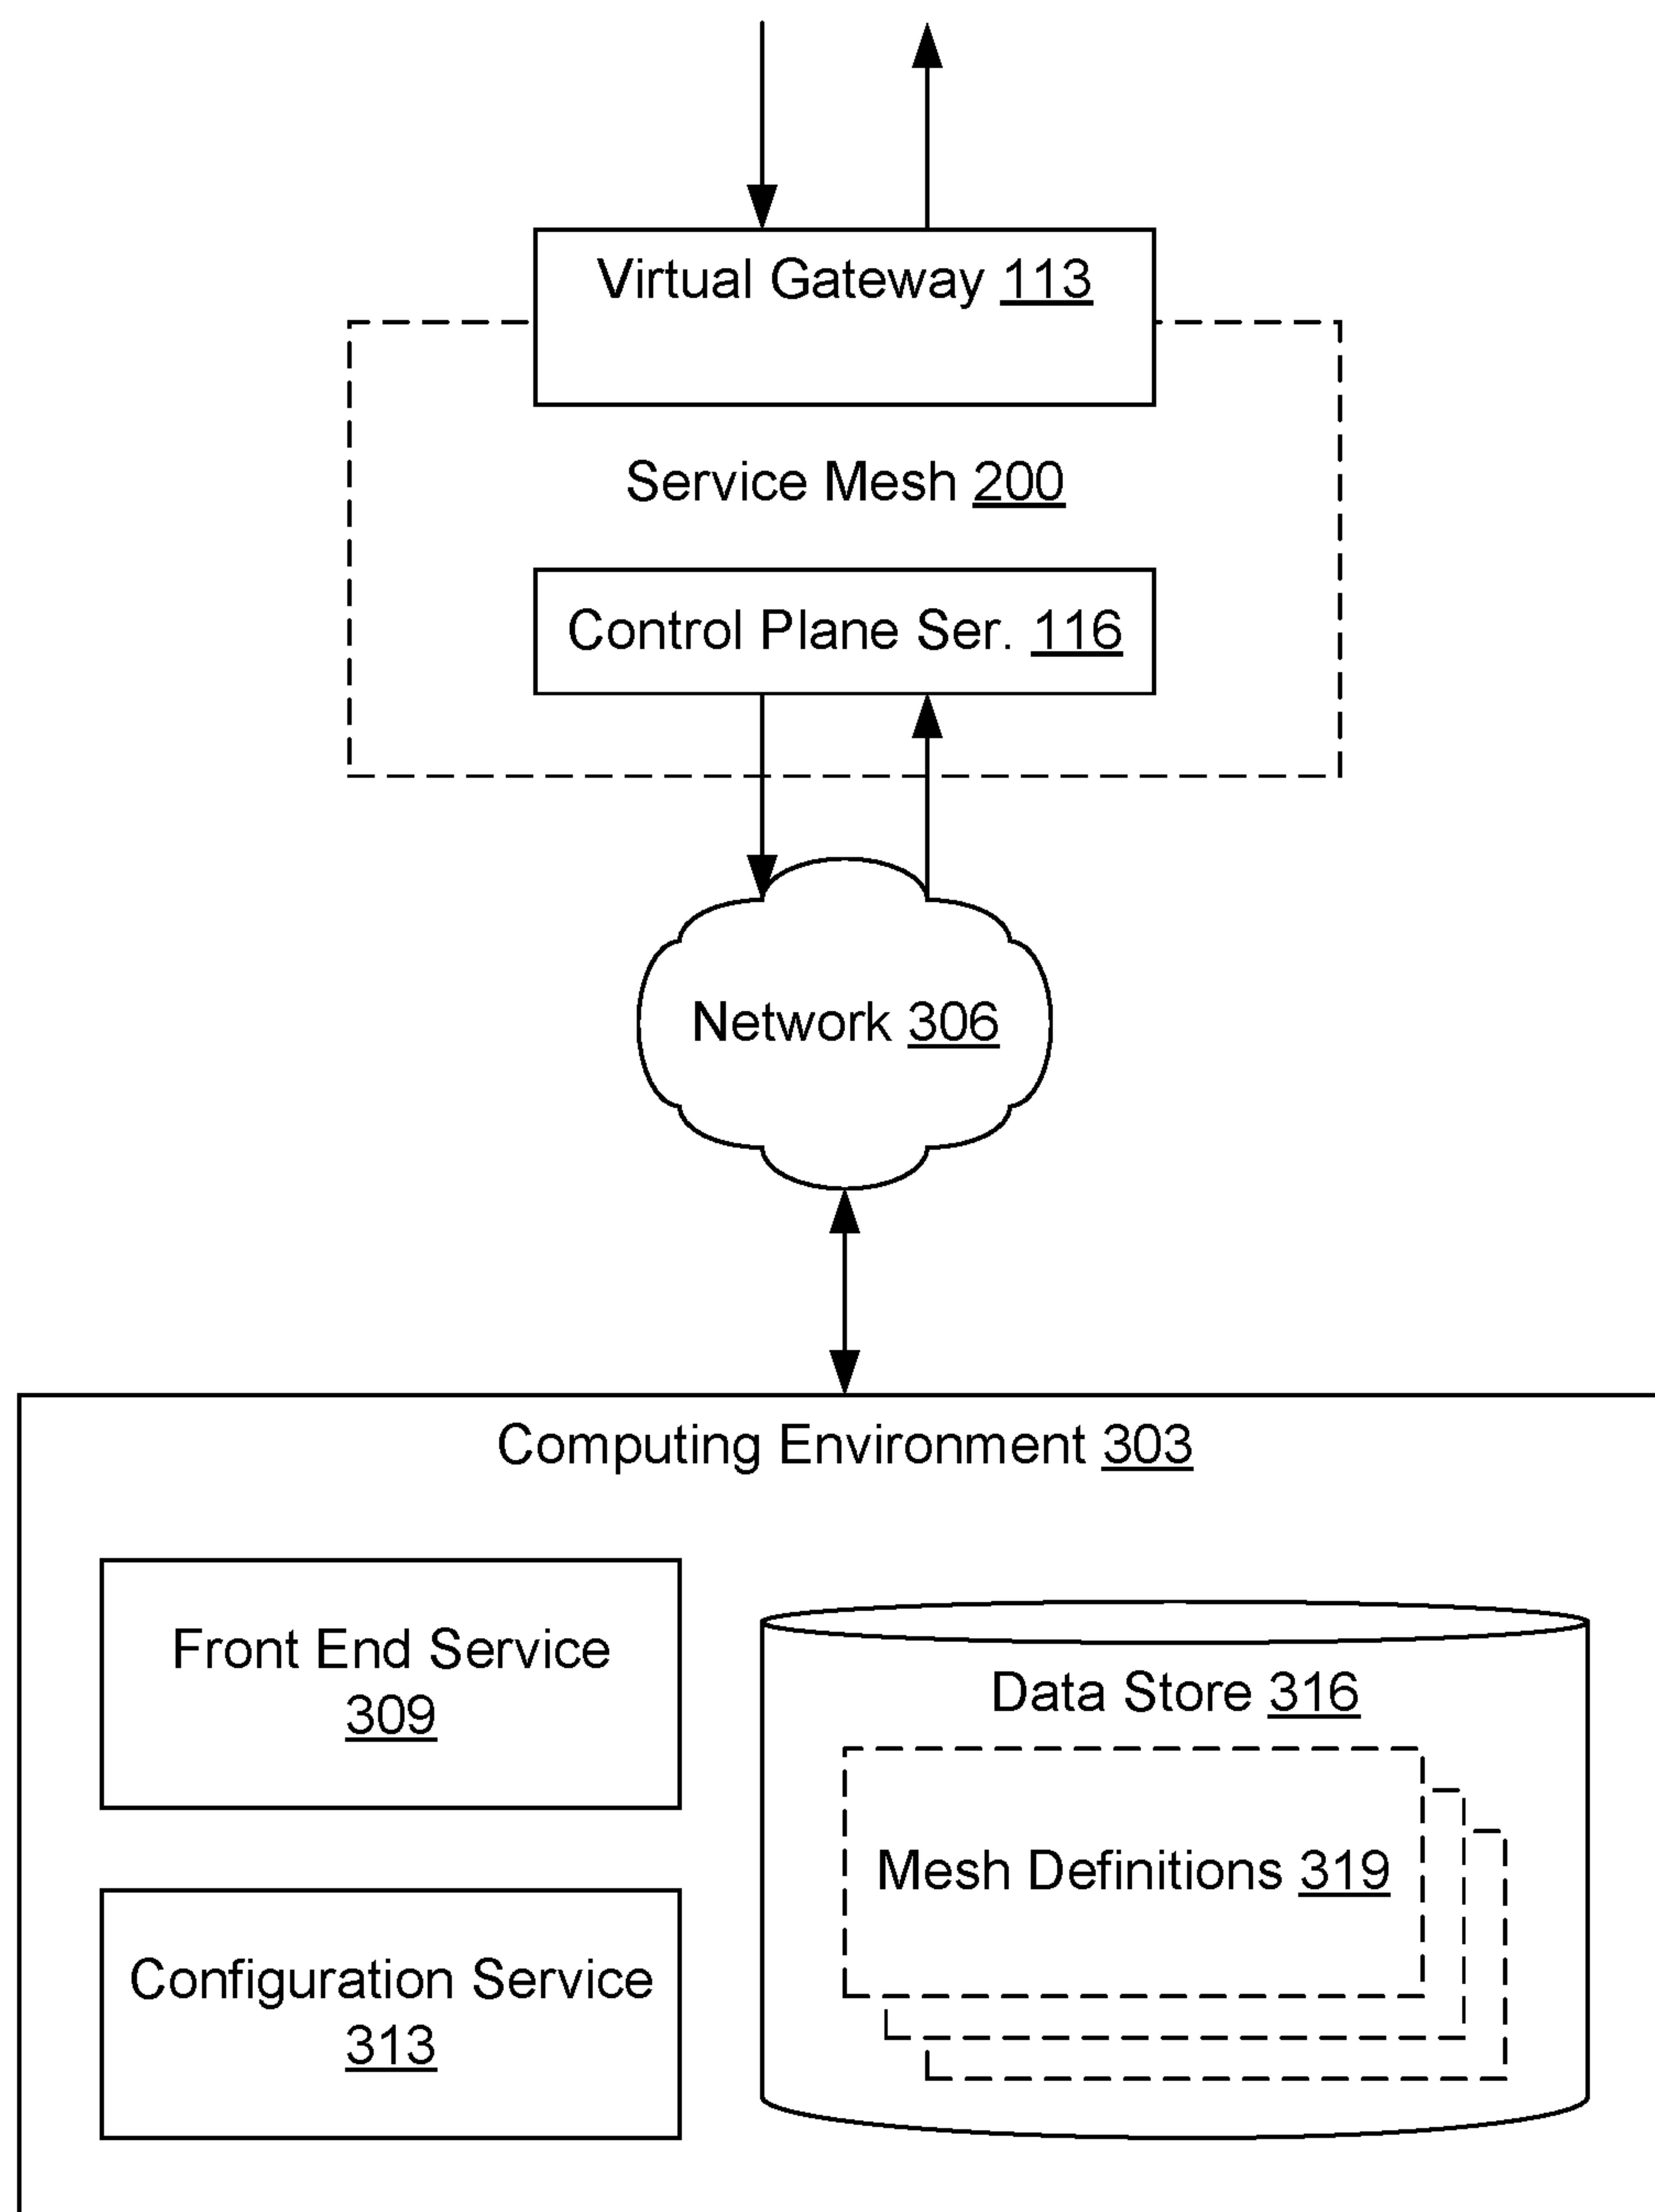 Virtual Gateway 113
Service Mesh 200
Control Plane Ser. 116
Network 306
Computing Environment 303
Front End Service
309
Data Store 316
Mesh Definitions 319
Configuration Service
313